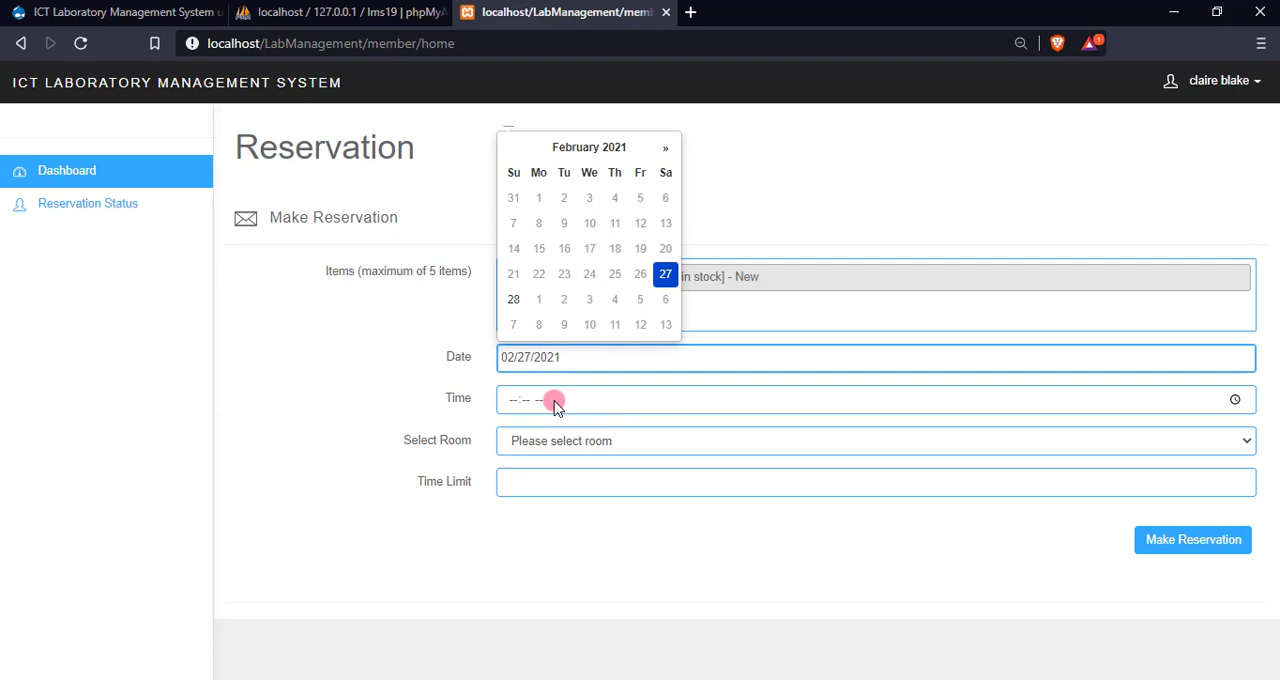 ICT Laboratory Management System u
localhost / 127.0.0.1 / lms19 | phpMyA
localhost/LabManagement/mem
localhost/LabManagement/member/home
1
ICT LABORATORY MANAGEMENT SYSTEM
claire blake
Dashboard
Reservation Status
Reservation
Make Reservation
February 2021 »
Su Mo Tu We Th Fr Sa
31 1 2 3 4 5 6
7 8 9 10 11 12 13
14 15 16 17 18 19 20
21 22 23 24 25 26 27
28 1 2 3 4 5 6
7 8 9 10 11 12 13
Items (maximum of 5 items)
in stock] - New
Date
02/27/2021
Time
--:-- --
Select Room
Please select room
Time Limit
Make Reservation